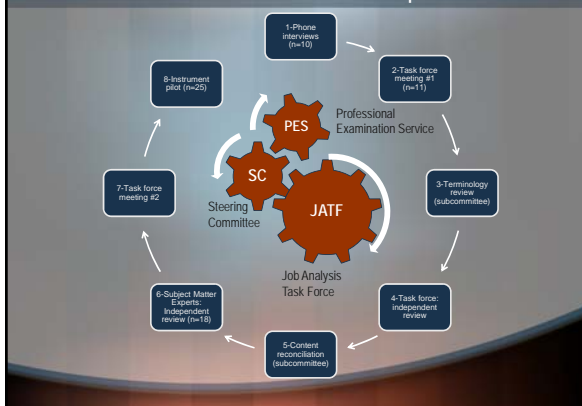 1-Phone
interviews
(n=10)
2-Task force
meeting #1
(n=11)
3-Terminology
review
(subcommittee)
4-Task force:
independent
review
5-Content
reconciliation
(subcommittee)
6-Subject Matter
Experts:
Independent
review (n=18)
7-Task force
meeting #2
8-Instrument
pilot (n=25)
PES
Professional
Examination Service
SC
Steering
Committee
JATF
Job Analysis
Task Force